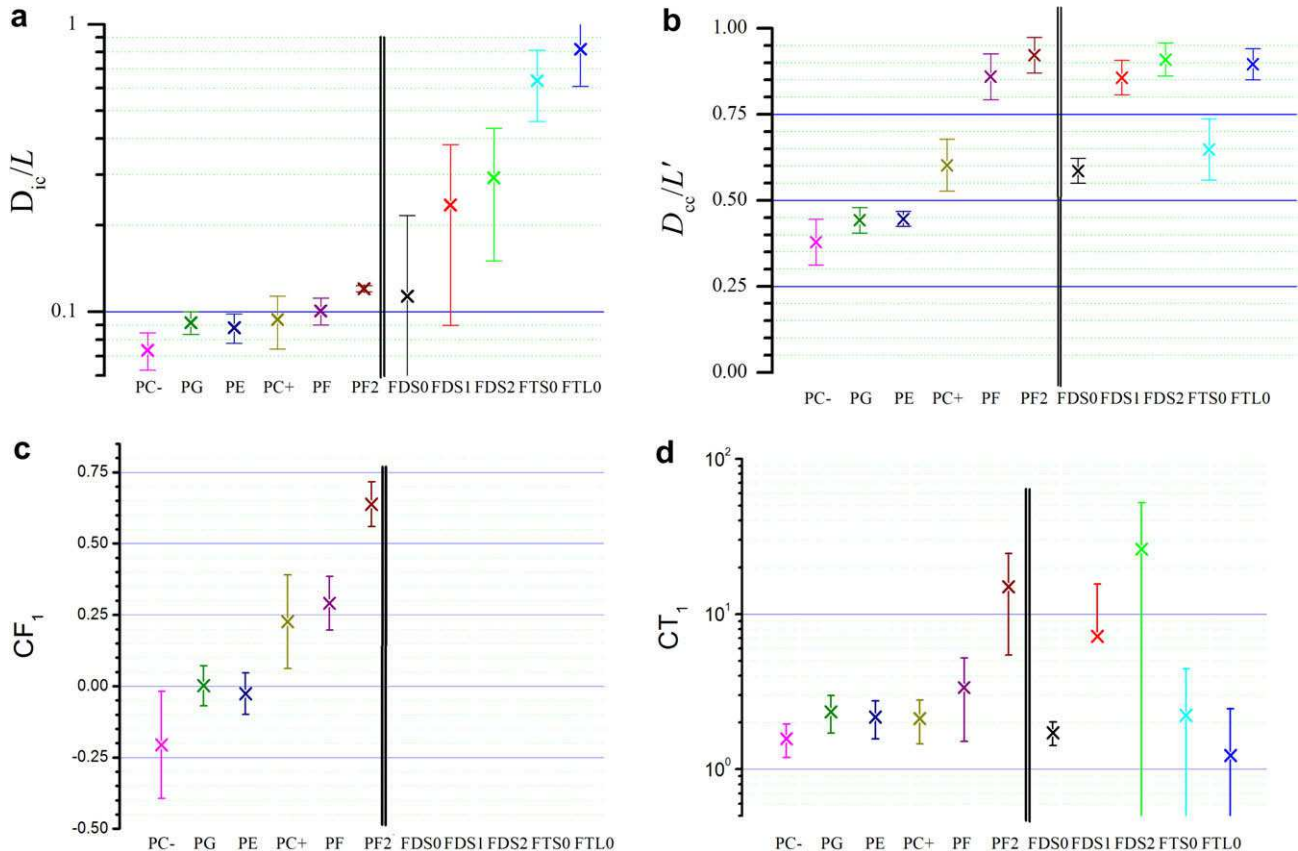 a
1
0.1
D_ic/L
PC- PG PE PC+ PF PF2 FDS0 FDS1 FDS2 FTS0 FTL0
b
1.00
0.75
0.50
0.25
0.00
D_cc/L'
PC- PG PE PC+ PF PF2 FDS0 FDS1 FDS2 FTS0 FTL0
c
0.75
0.50
0.25
0.00
-0.25
-0.50
CF_1
PC- PG PE PC+ PF PF2 FDS0 FDS1 FDS2 FTS0 FTL0
d
10^2
10^1
10^0
CT_1
PC- PG PE PC+ PF PF2 FDS0 FDS1 FDS2 FTS0 FTL0